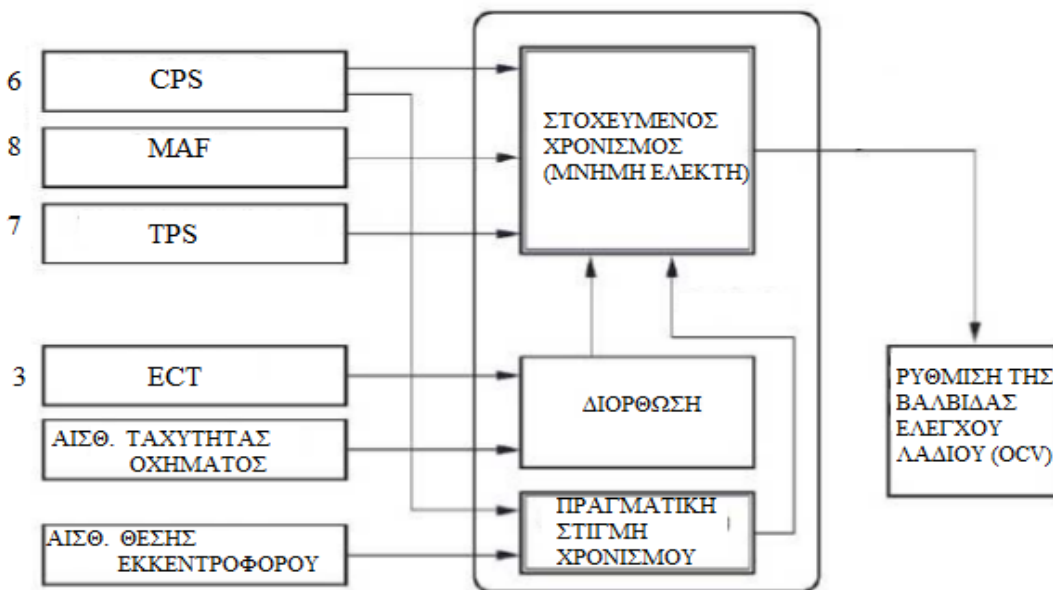 6 CPS
8 MAF
7 TPS
3 ECT
ΑΙΣΘ. ΤΑΧΥΤΗΤΑΣ
ΟΧΗΜΑΤΟΣ
ΑΙΣΘ. ΘΕΣΗΣ
ΕΚΚΕΝΤΡΟΦΟΡΟΥ
ΣΤΟΧΕΥΜΕΝΟΣ
ΧΡΟΝΙΣΜΟΣ
(ΜΝΗΜΗ ΕΛΕΚΤΗ)
ΔΙΟΡΘΩΣΗ
ΠΡΑΓΜΑΤΙΚΗ
ΣΤΙΓΜΗ
ΧΡΟΝΙΣΜΟΥ
ΡΥΘΜΙΣΗ ΤΗΣ
ΒΑΛΒΙΔΑΣ
ΕΛΕΓΧΟΥ
ΛΑΔΙΟΥ (OCV)